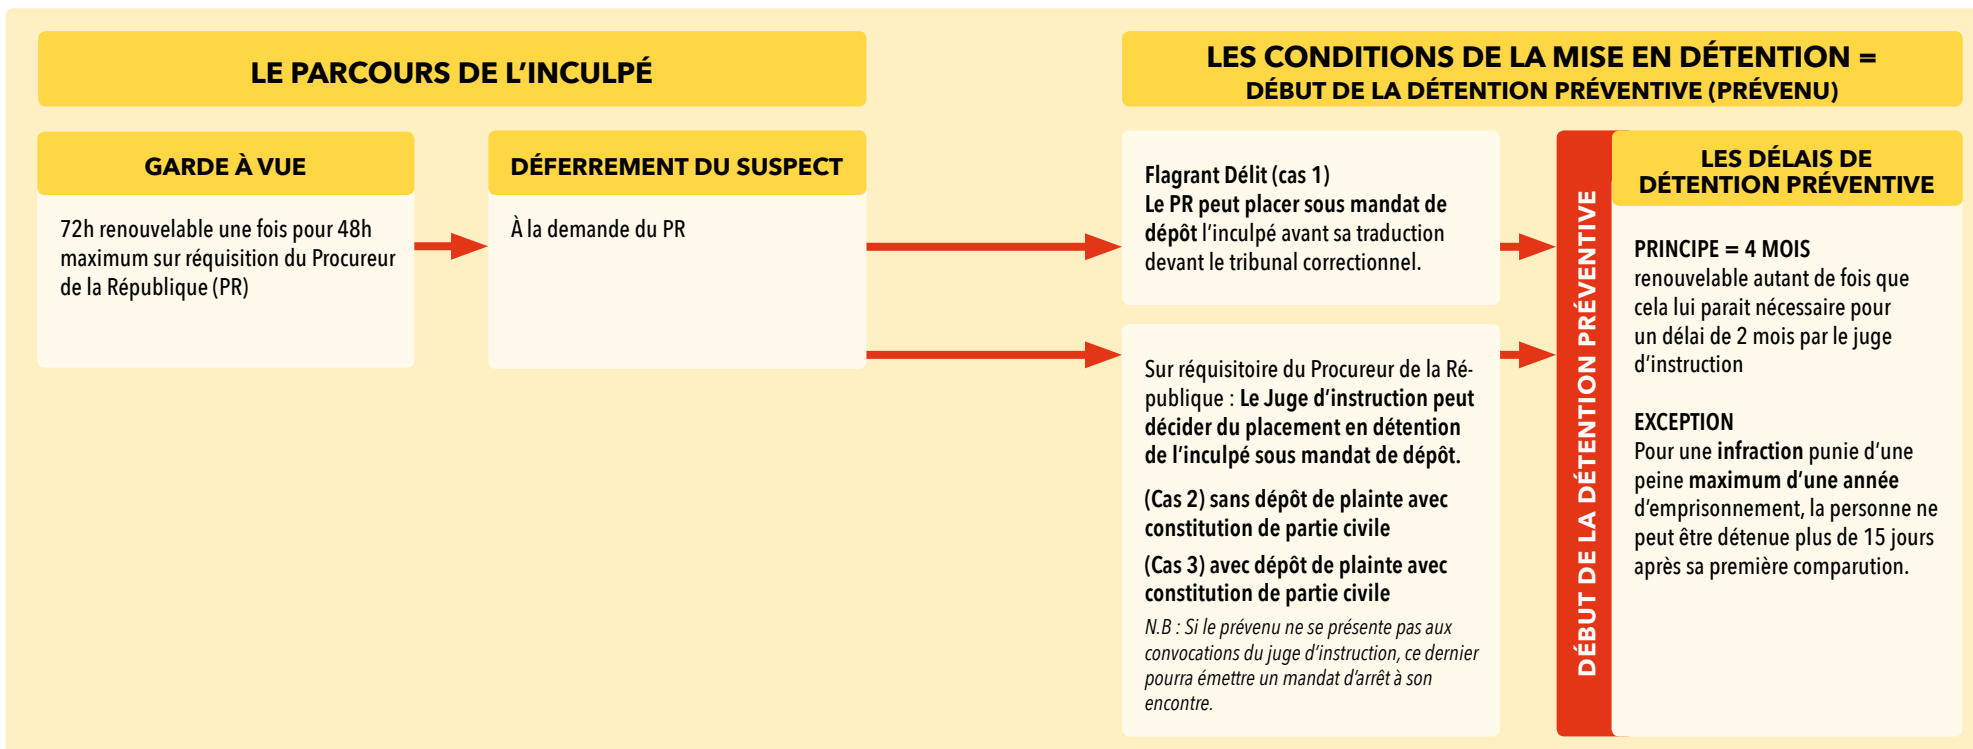 LE PARCOURS DE L’INCULPÉ
GARDE À VUE
72h renouvelable une fois pour 48h
maximum sur réquisition du Procureur
de la République (PR)
DÉFERREMENT DU SUSPECT
À la demande du PR
LES CONDITIONS DE LA MISE EN DÉTENTION =
DÉBUT DE LA DÉTENTION PRÉVENTIVE (PRÉVENU)
Flagrant Délit (cas 1)
Le PR peut placer sous mandat de
dépôt l’inculpé avant sa traduction
devant le tribunal correctionnel.
Sur réquisitoire du Procureur de la Ré-
publique : Le Juge d’instruction peut
décider du placement en détention
de l’inculpé sous mandat de dépôt.
(Cas 2) sans dépôt de plainte avec
constitution de partie civile
(Cas 3) avec dépôt de plainte avec
constitution de partie civile
N.B : Si le prévenu ne se présente pas aux
convocations du juge d’instruction, ce dernier
pourra émettre un mandat d’arrêt à son
encontre.
DÉBUT DE LA DÉTENTION PRÉVENTIVE
LES DÉLAIS DE
DÉTENTION PRÉVENTIVE
PRINCIPE = 4 MOIS
renouvelable autant de fois que
cela lui parait nécessaire pour
un délai de 2 mois par le juge
d’instruction
EXCEPTION
Pour une infraction punie d’une
peine maximum d’une année
d’emprisonnement, la personne ne
peut être détenue plus de 15 jours
après sa première comparution.